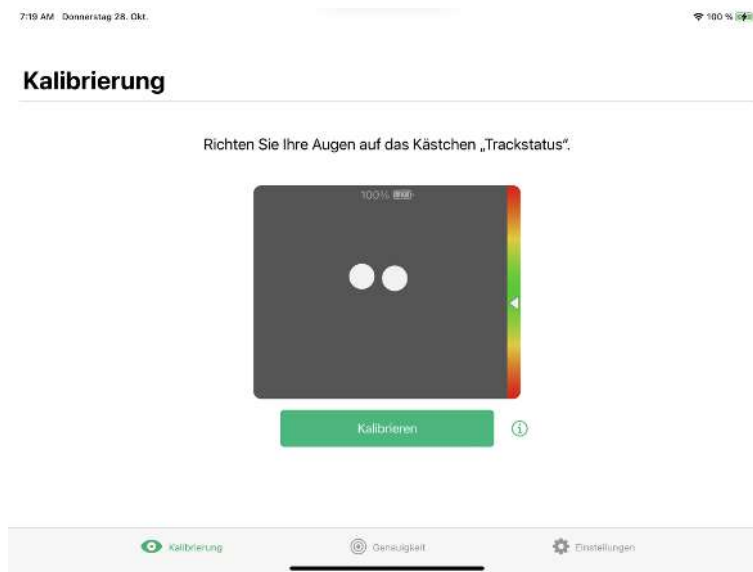 7:19 AM Donnerstag 28. Okt.
100 %
Kalibrierung
Richten Sie Ihre Augen auf das Kästchen „Trackstatus“.
100%
Kalibrieren
Kalibrierung
Genauigkeit
Einstellungen